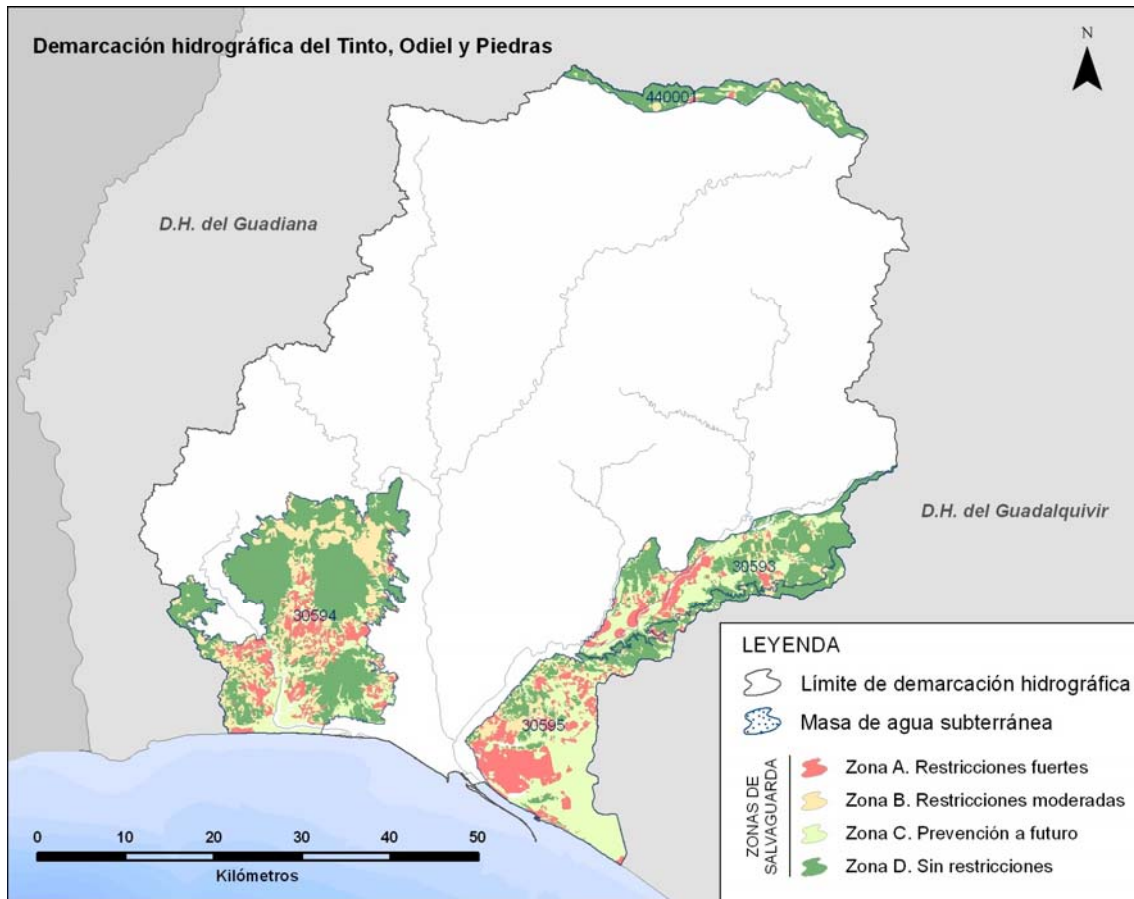 Demarcación hidrográfica del Tinto, Odiel y Piedras
N
44000
D.H. del Guadiana
D.H. del Guadalquivir
30593
30594
30595
LEYENDA
Límite de demarcación hidrográfica
Masa de agua subterránea
ZONAS DE
SALVAGUARDA
Zona A. Restricciones fuertes
Zona B. Restricciones moderadas
Zona C. Prevención a futuro
Zona D. Sin restricciones
0 10 20 30 40 50
Kilómetros